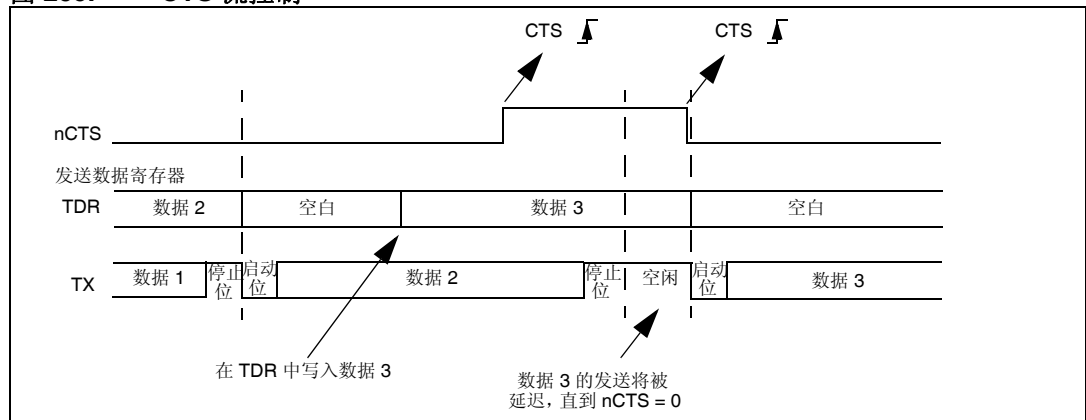 CTS CTS
nCTS
发送数据寄存器
TDR 数据 2 空白 数据 3 空白
TX 数据 1 停止位 启动位 数据 2 停止位 空闲 启动位 数据 3
在 TDR 中写入数据 3
数据 3 的发送将被
延迟，直到 nCTS = 0